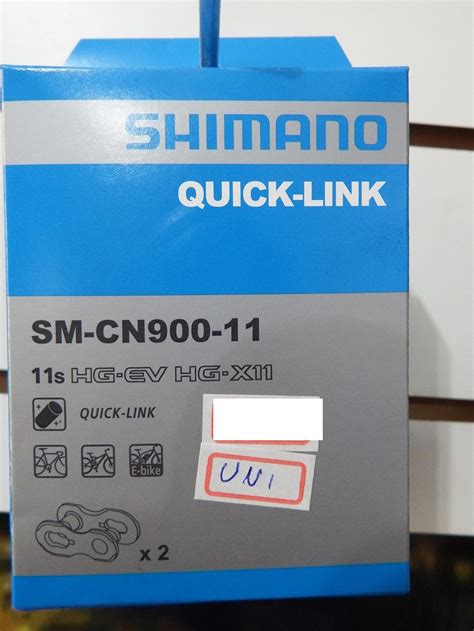 SHIMANO
QUICK-LINK
SM-CN900-11
11s HG-EV HG-X11
QUICK-LINK
E-bike
UNI
x 2